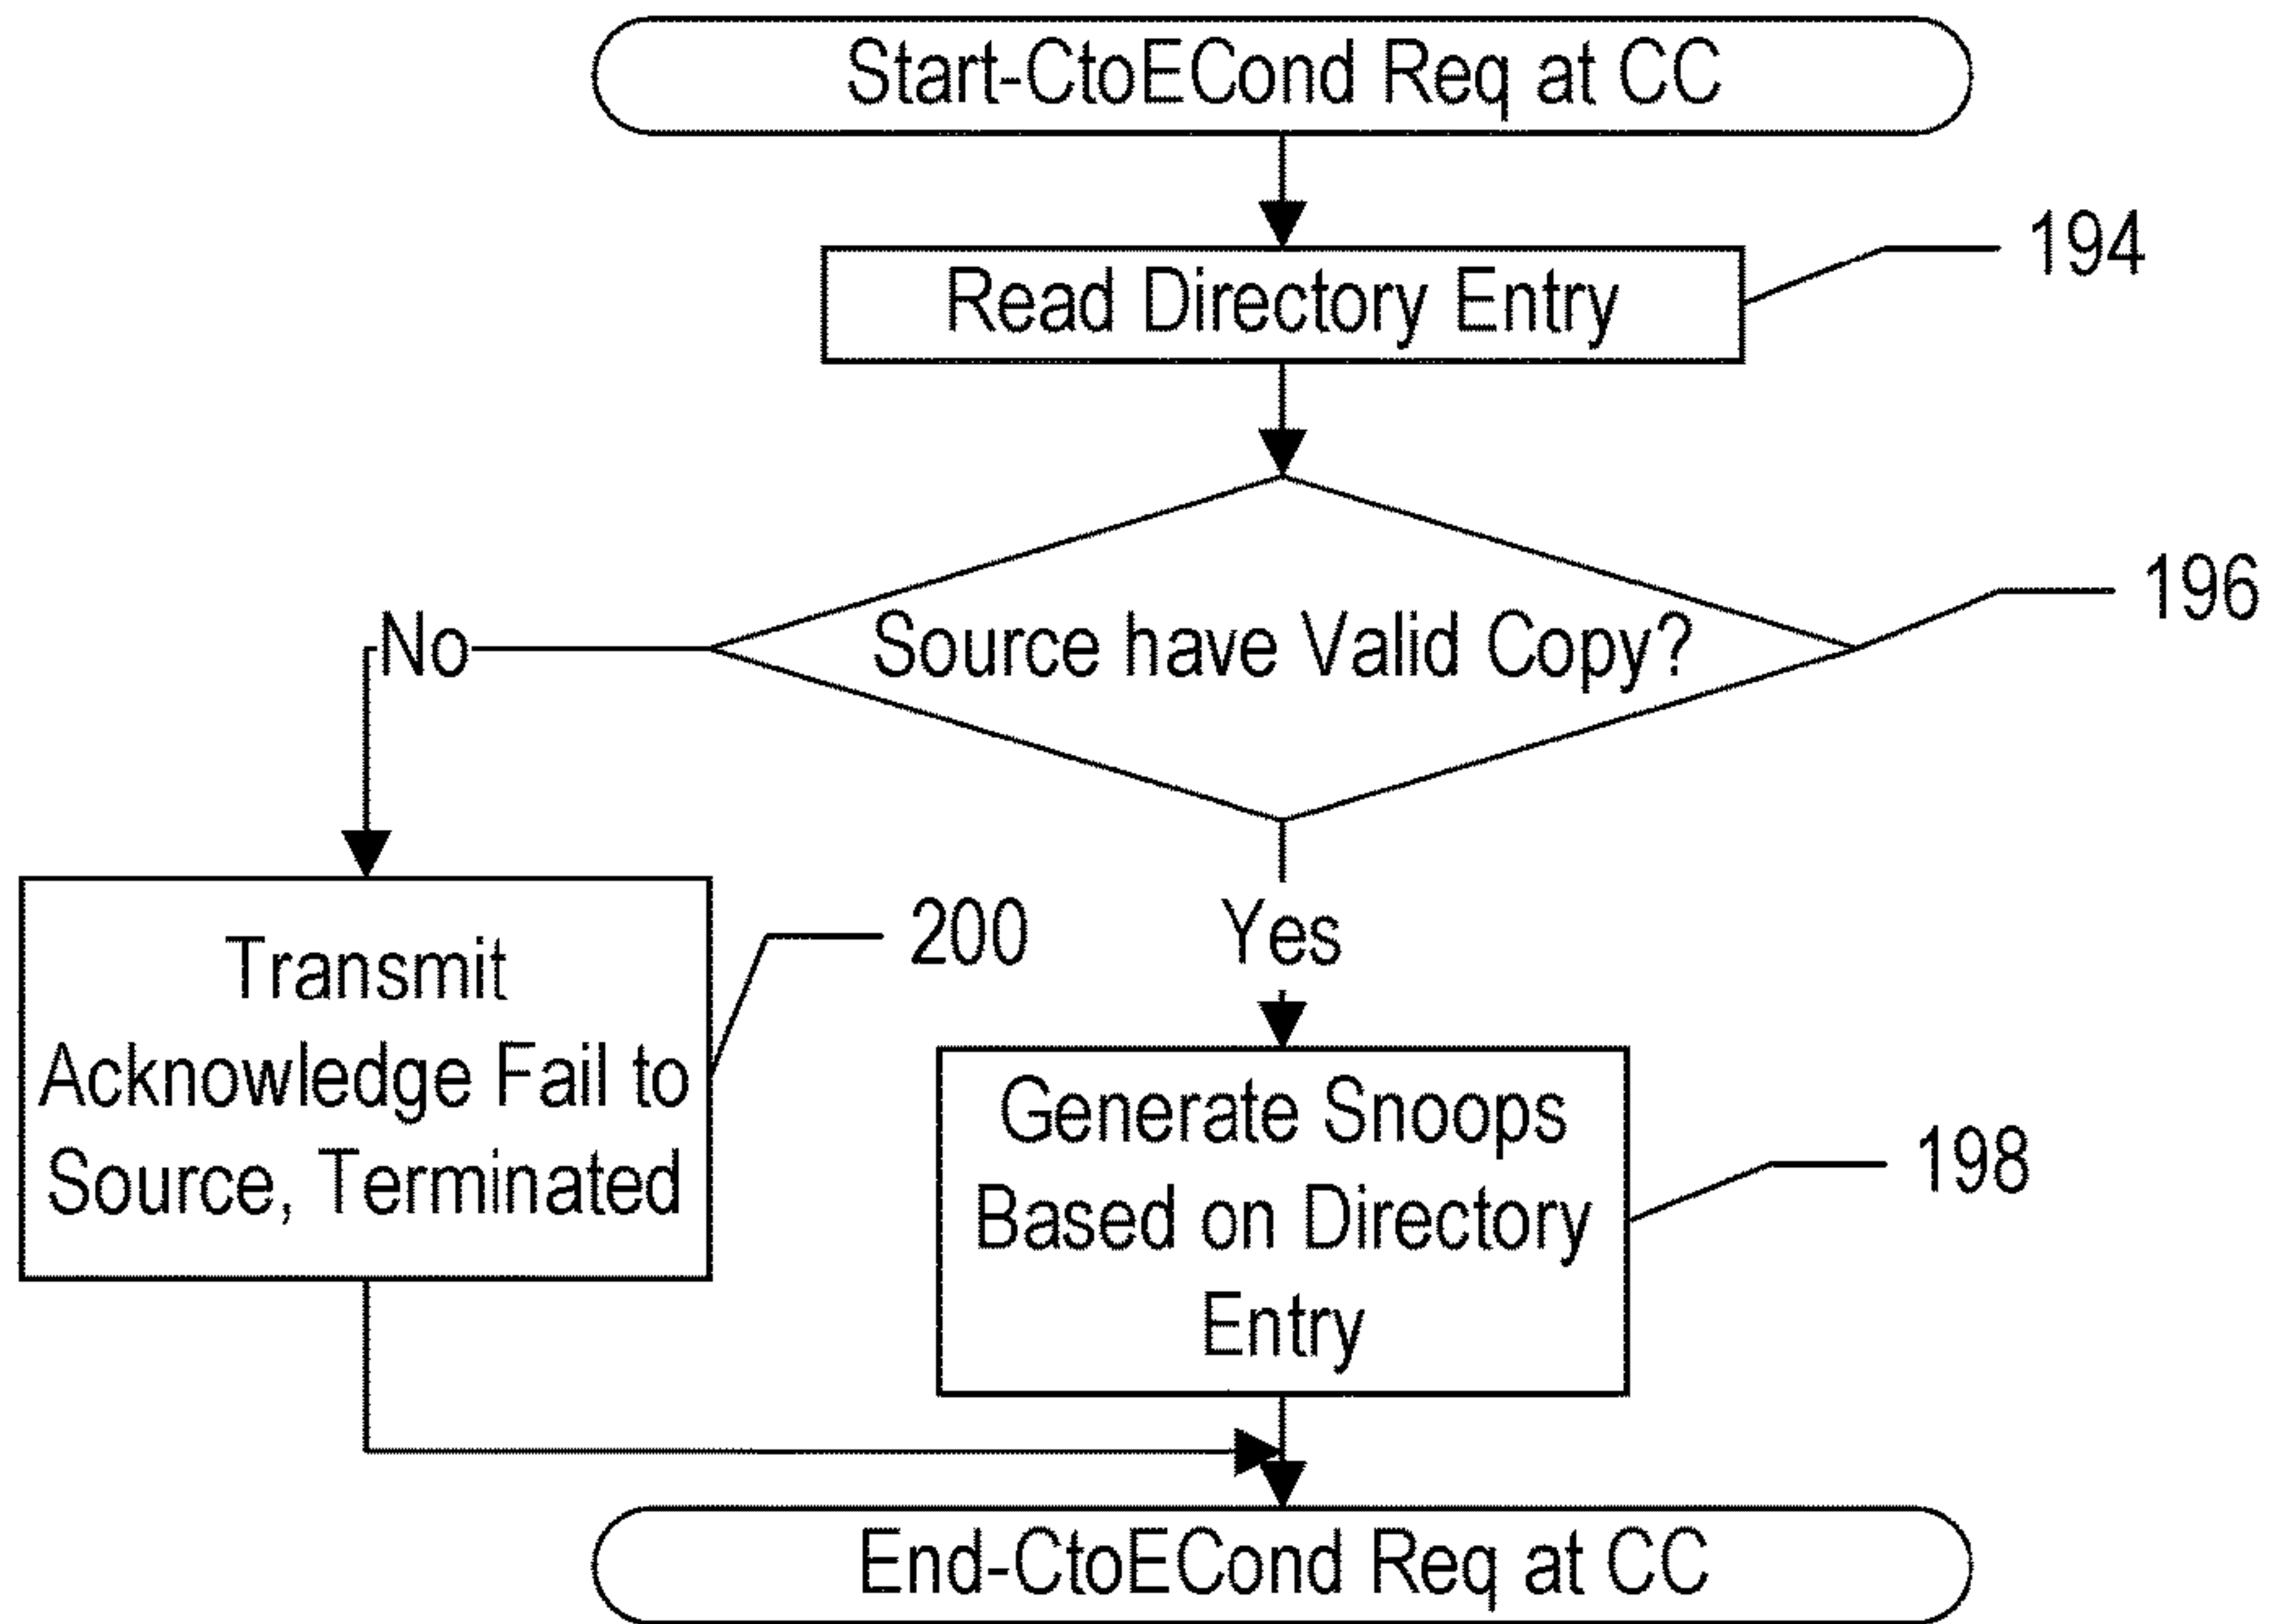 Start-CtoECond Req at CC
194
Read Directory Entry
196
Source have Valid Copy?
No
Yes
200
Transmit
Acknowledge Fail to
Source, Terminated
Generate Snoops
Based on Directory
Entry
198
End-CtoECond Req at CC